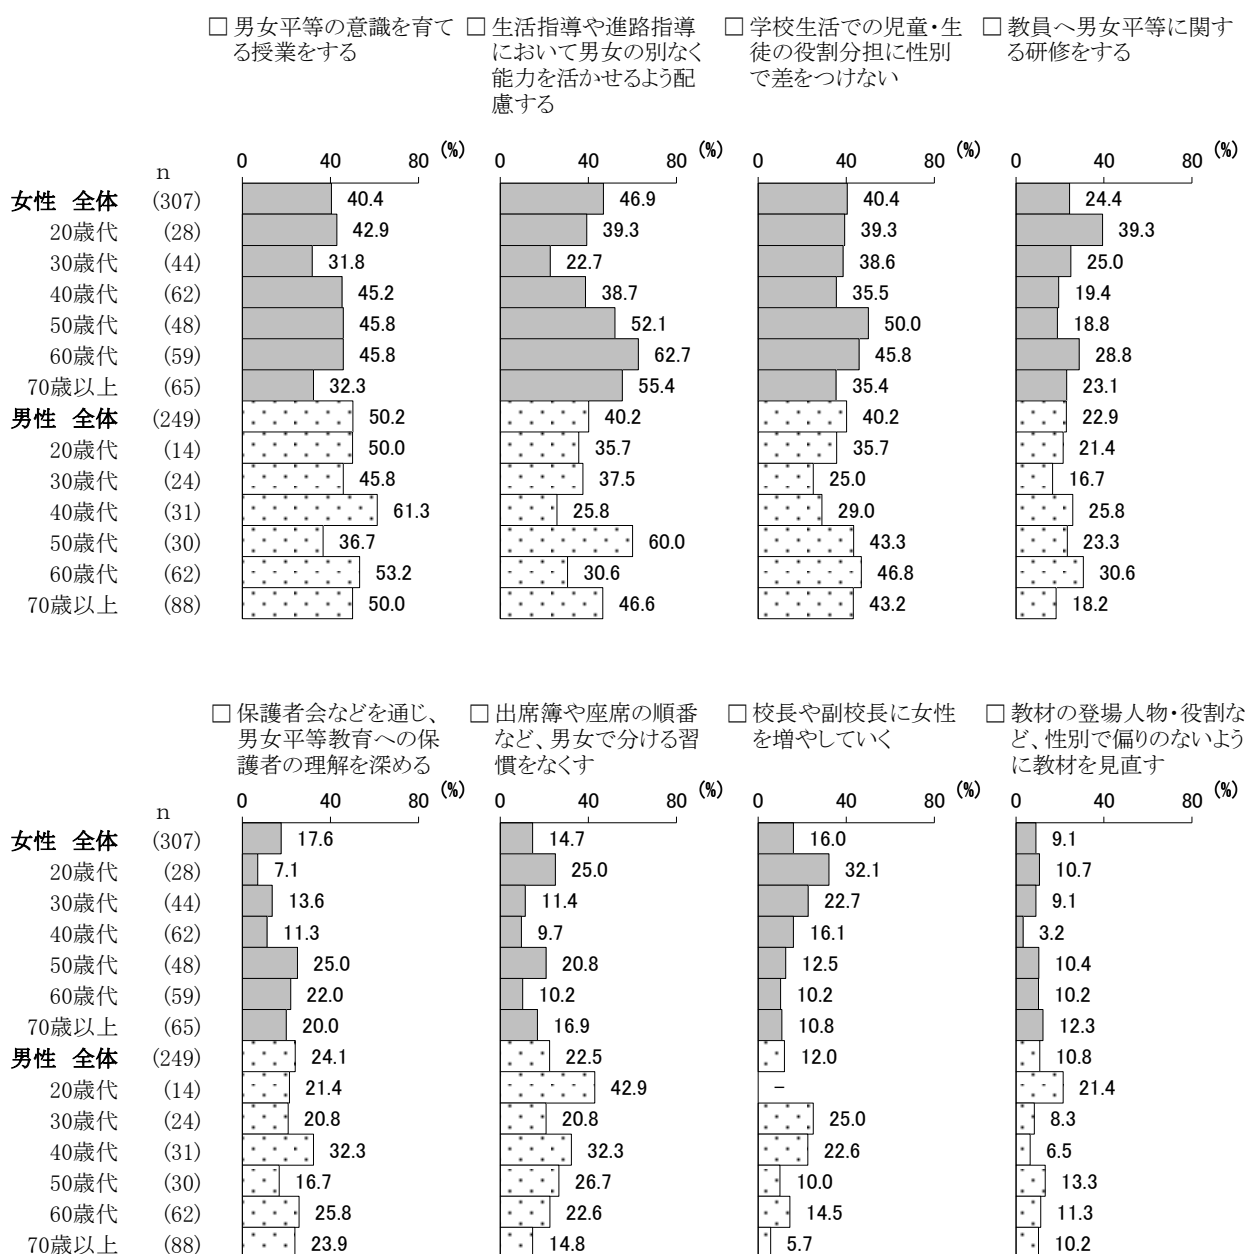 □ 男女平等の意識を育て
る授業をする
□ 生活指導や進路指導
において男女の別なく
能力を活かせるよう配
慮する
□ 学校生活での児童・生
徒の役割分担に性別
で差をつけない
□ 教員へ男女平等に関す
る研修をする
n 0 40 80 (%) 0 40 80 (%) 0 40 80 (%) 0 40 80 (%)
女性 全体 (307) 40.4 46.9 40.4 24.4
20歳代 (28) 42.9 39.3 39.3 39.3
30歳代 (44) 31.8 22.7 38.6 25.0
40歳代 (62) 45.2 38.7 35.5 19.4
50歳代 (48) 45.8 52.1 50.0 18.8
60歳代 (59) 45.8 62.7 45.8 28.8
70歳以上 (65) 32.3 55.4 35.4 23.1
男性 全体 (249) 50.2 40.2 40.2 22.9
20歳代 (14) 50.0 35.7 35.7 21.4
30歳代 (24) 45.8 37.5 25.0 16.7
40歳代 (31) 61.3 25.8 29.0 25.8
50歳代 (30) 36.7 60.0 43.3 23.3
60歳代 (62) 53.2 30.6 46.8 30.6
70歳以上 (88) 50.0 46.6 43.2 18.2
□ 保護者会などを通じ、
男女平等教育への保
護者の理解を深める
□ 出席簿や座席の順番
など、男女で分ける習
慣をなくす
□ 校長や副校長に女性
を増やしていく
□ 教材の登場人物・役割な
ど、性別で偏りのないよう
に教材を見直す
n 0 40 80 (%) 0 40 80 (%) 0 40 80 (%) 0 40 80 (%)
女性 全体 (307) 17.6 14.7 16.0 9.1
20歳代 (28) 7.1 25.0 32.1 10.7
30歳代 (44) 13.6 11.4 22.7 9.1
40歳代 (62) 11.3 9.7 16.1 3.2
50歳代 (48) 25.0 20.8 12.5 10.4
60歳代 (59) 22.0 10.2 10.2 10.2
70歳以上 (65) 20.0 16.9 10.8 12.3
男性 全体 (249) 24.1 22.5 12.0 10.8
20歳代 (14) 21.4 42.9 – 21.4
30歳代 (24) 20.8 20.8 25.0 8.3
40歳代 (31) 32.3 32.3 22.6 6.5
50歳代 (30) 16.7 26.7 10.0 13.3
60歳代 (62) 25.8 22.6 14.5 11.3
70歳以上 (88) 23.9 14.8 5.7 10.2